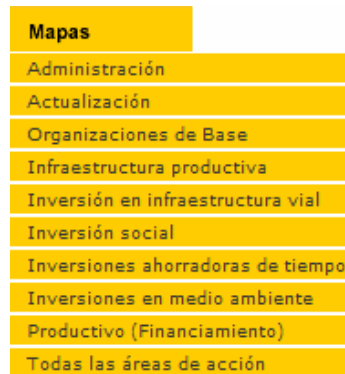 Mapas
Administración
Actualización
Organizaciones de Base
Infraestructura productiva
Inversión en infraestructura vial
Inversión social
Inversiones ahorradoras de tiempo
Inversiones en medio ambiente
Productivo (Financiamiento)
Todas las áreas de acción